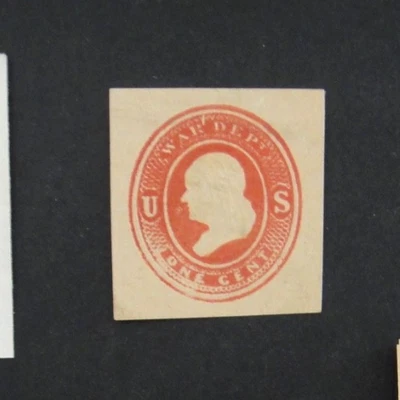 WAR DEPT.
U S
ONE CENT